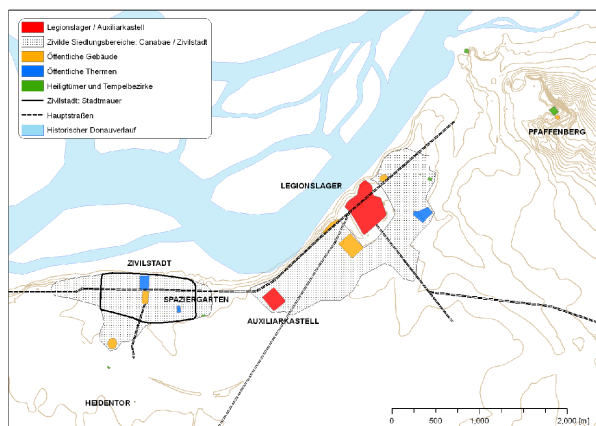 Legionslager / Auxiliarkastell
Zivilde Siedlungsbereiche: Canabae / Zivilstadt
Öffentliche Gebäude
Öffentliche Thermen
Heiligtümer und Tempelbezirke
Zivilstadt: Stadtmauer
Hauptstraßen
Historischer Donauverlauf
PFAFFENBERG
LEGIONSLAGER
ZIVILSTADT
SPAZIERGARTEN
AUXILIARKASTELL
HEIDENTOR
0 500 1,000 2,000 [m]